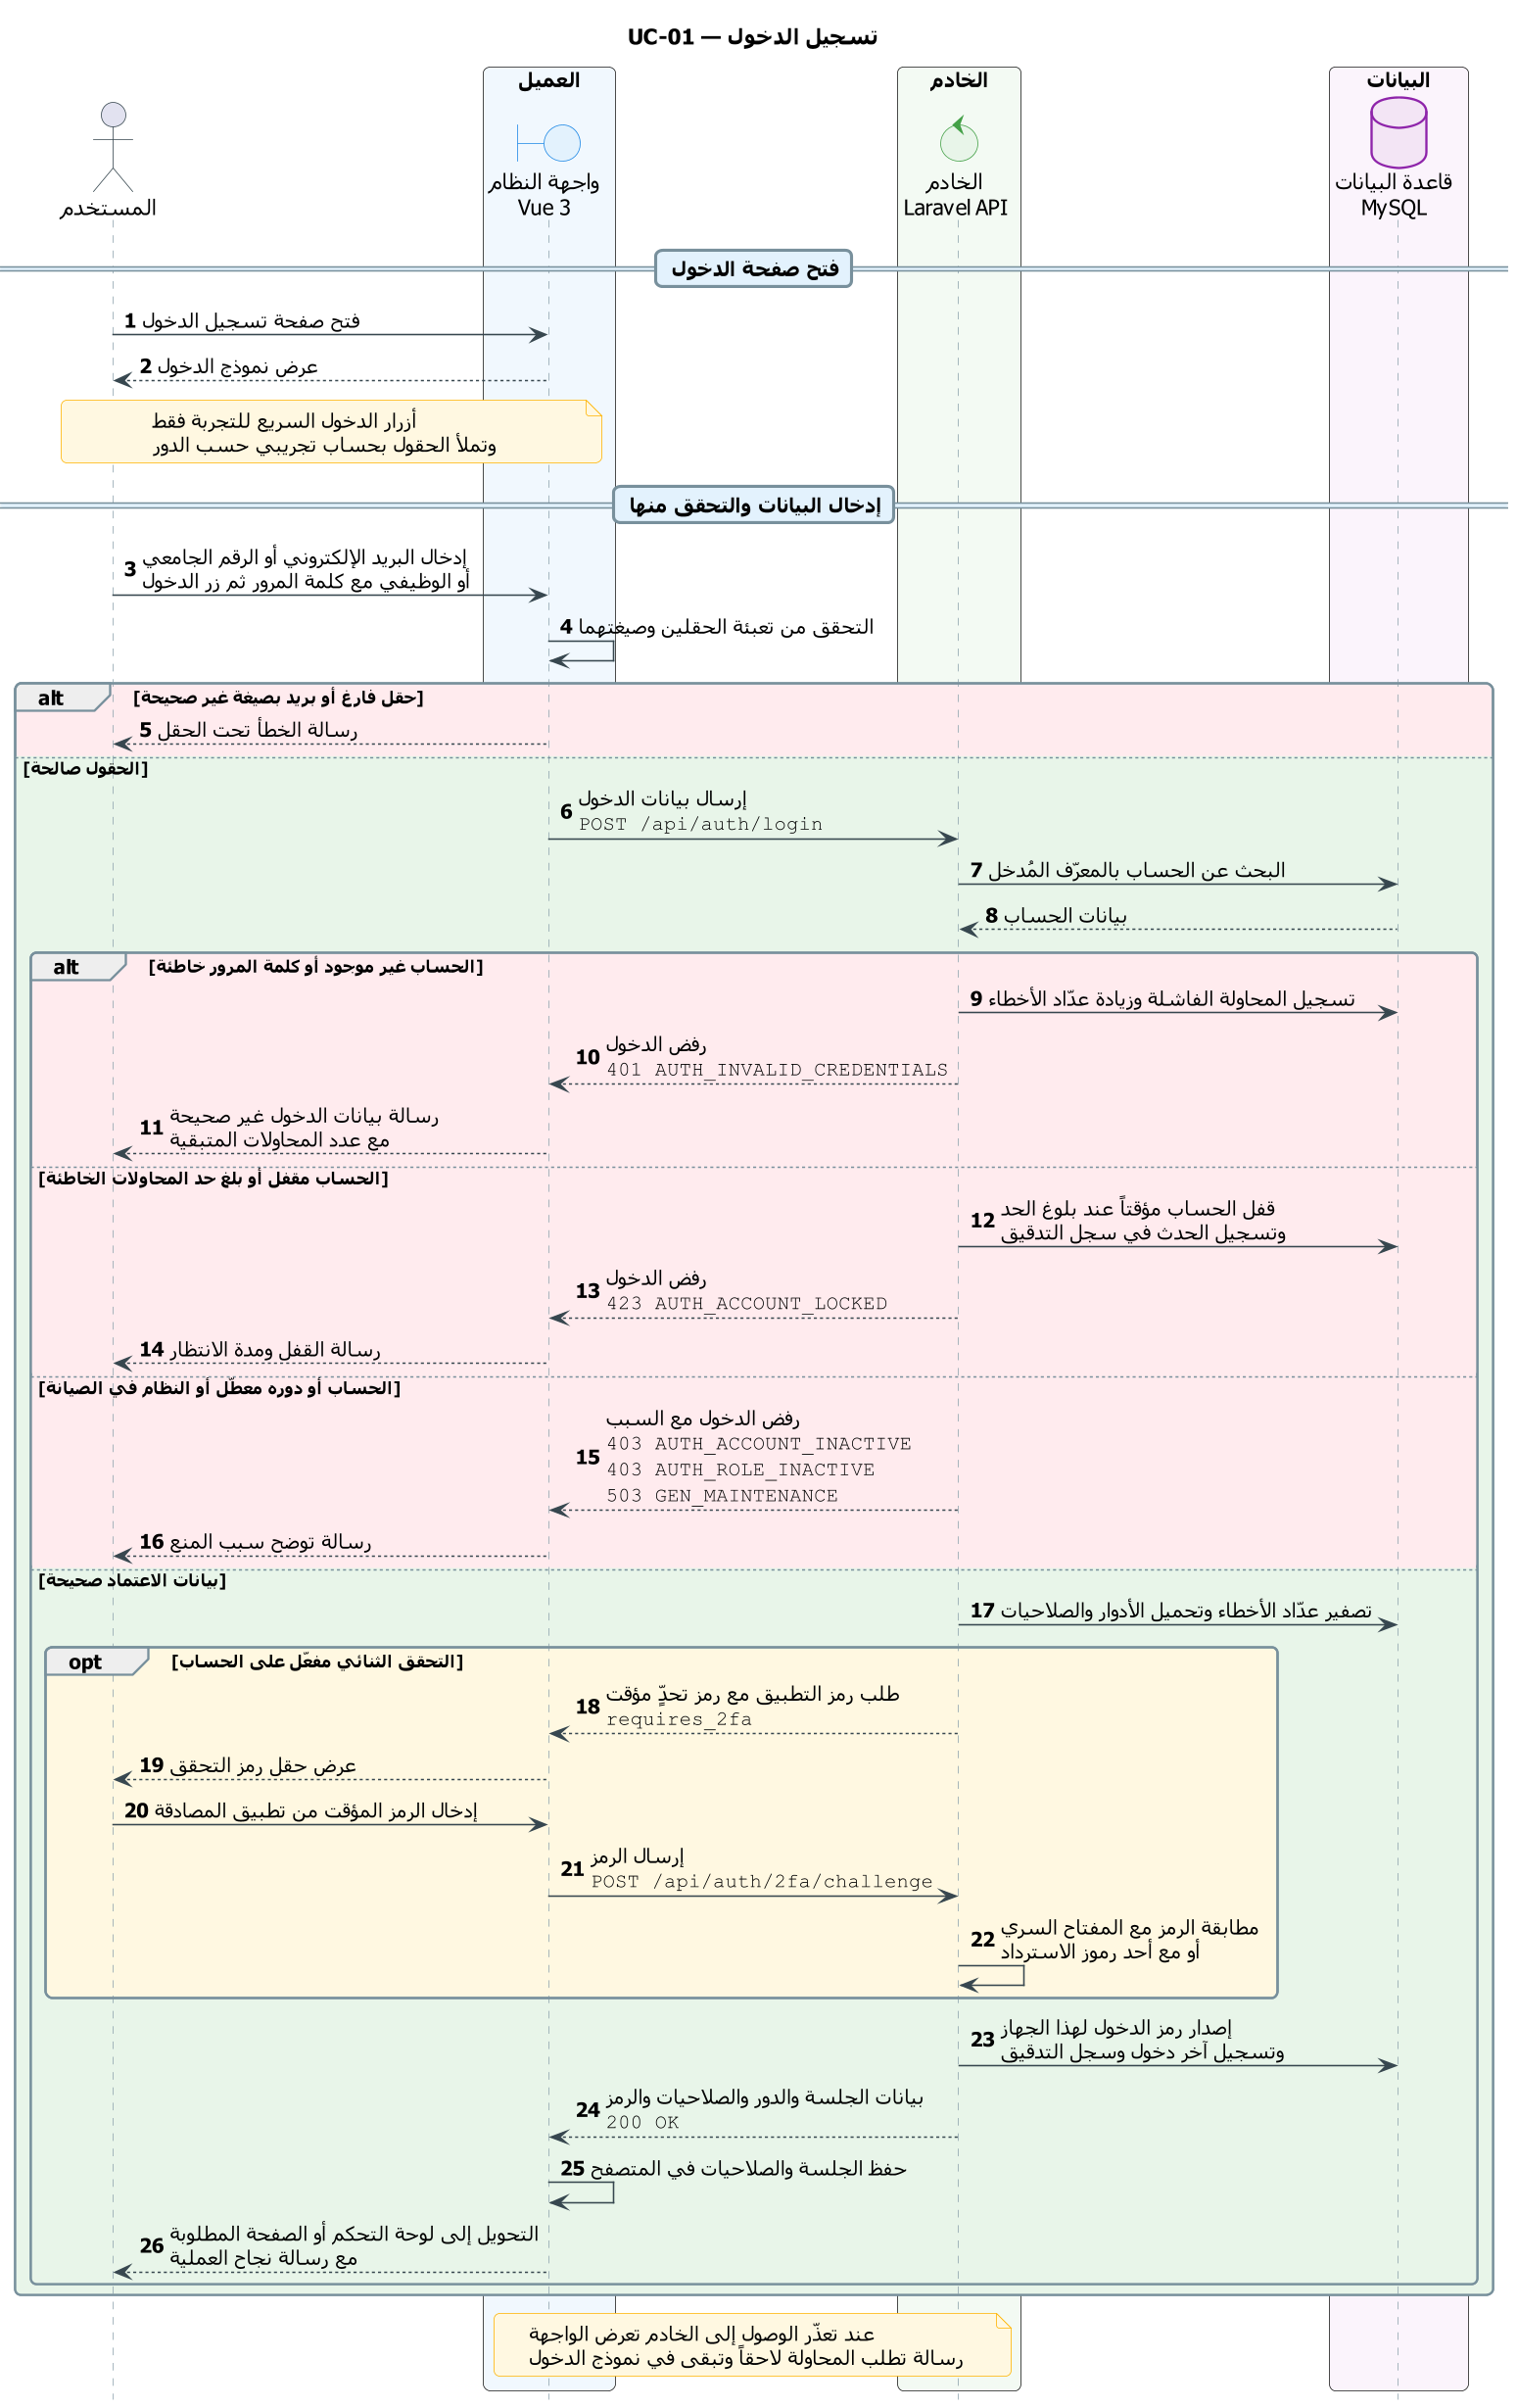 UC-01 — تسجيل الدخول
العميل
الخادم
البيانات
المستخدم
واجهة النظام
Vue 3
الخادم
Laravel API
قاعدة البيانات
MySQL
فتح صفحة الدخول
1 فتح صفحة تسجيل الدخول
2 عرض نموذج الدخول
أزرار الدخول السريع للتجربة فقط
وتملأ الحقول بحساب تجريبي حسب الدور
إدخال البيانات والتحقق منها
3 إدخال البريد الإلكتروني أو الرقم الجامعي
أو الوظيفي مع كلمة المرور ثم زر الدخول
4 التحقق من تعبئة الحقلين وصيغتهما
alt [حقل فارغ أو بريد بصيغة غير صحيحة]
5 رسالة الخطأ تحت الحقل
[الحقول صالحة]
6 إرسال بيانات الدخول
POST /api/auth/login
7 البحث عن الحساب بالمعرّف المُدخل
8 بيانات الحساب
alt [الحساب غير موجود أو كلمة المرور خاطئة]
9 تسجيل المحاولة الفاشلة وزيادة عدّاد الأخطاء
10 رفض الدخول
401 AUTH_INVALID_CREDENTIALS
11 رسالة بيانات الدخول غير صحيحة
مع عدد المحاولات المتبقية
[الحساب مقفل أو بلغ حد المحاولات الخاطئة]
12 قفل الحساب مؤقتاً عند بلوغ الحد
وتسجيل الحدث في سجل التدقيق
13 رفض الدخول
423 AUTH_ACCOUNT_LOCKED
14 رسالة القفل ومدة الانتظار
[الحساب أو دوره معطّل أو النظام في الصيانة]
15 رفض الدخول مع السبب
403 AUTH_ACCOUNT_INACTIVE
403 AUTH_ROLE_INACTIVE
503 GEN_MAINTENANCE
16 رسالة توضح سبب المنع
[بيانات الاعتماد صحيحة]
17 تصفير عدّاد الأخطاء وتحميل الأدوار والصلاحيات
opt [التحقق الثنائي مفعّل على الحساب]
18 طلب رمز التطبيق مع رمز تحدٍّ مؤقت
requires_2fa
19 عرض حقل رمز التحقق
20 إدخال الرمز المؤقت من تطبيق المصادقة
21 إرسال الرمز
POST /api/auth/2fa/challenge
22 مطابقة الرمز مع المفتاح السري
أو مع أحد رموز الاسترداد
23 إصدار رمز الدخول لهذا الجهاز
وتسجيل آخر دخول وسجل التدقيق
24 بيانات الجلسة والدور والصلاحيات والرمز
200 OK
25 حفظ الجلسة والصلاحيات في المتصفح
26 التحويل إلى لوحة التحكم أو الصفحة المطلوبة
مع رسالة نجاح العملية
عند تعذّر الوصول إلى الخادم تعرض الواجهة
رسالة تطلب المحاولة لاحقاً وتبقى في نموذج الدخول